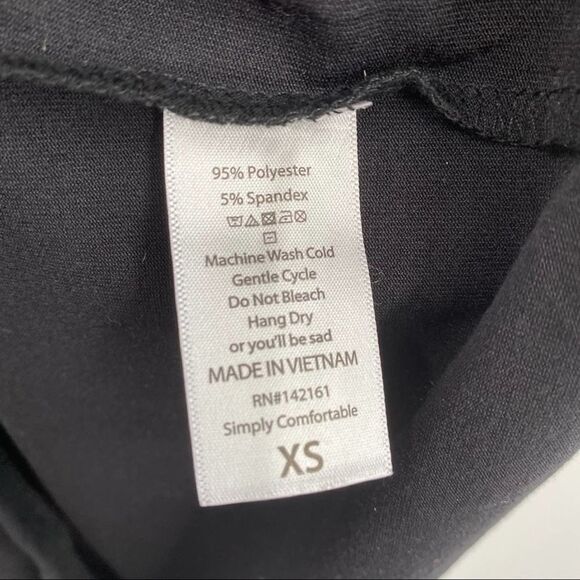 95% Polyester
5% Spandex
Machine Wash Cold
Gentle Cycle
Do Not Bleach
Hang Dry
or you'll be sad
MADE IN VIETNAM
RN#142161
Simply Comfortable
XS